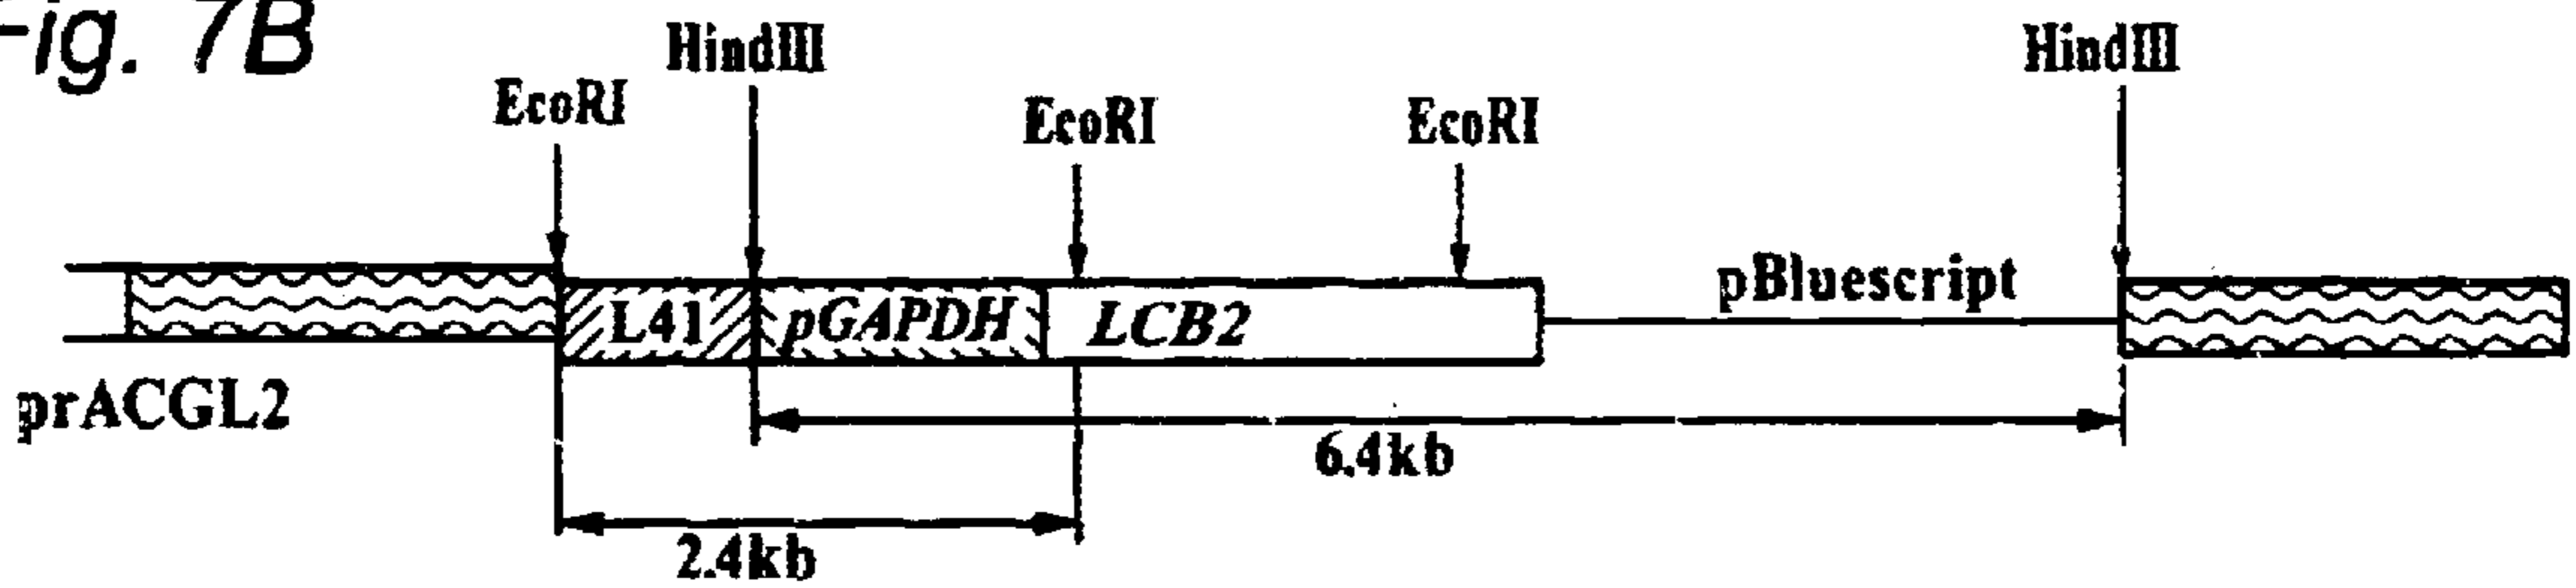 Fig. 7B
HindIII
HindIII
EcoRI
EcoRI
EcoRI
pBluescript
L41
pGAPDH
LCB2
prACGL2
6.4kb
2.4kb